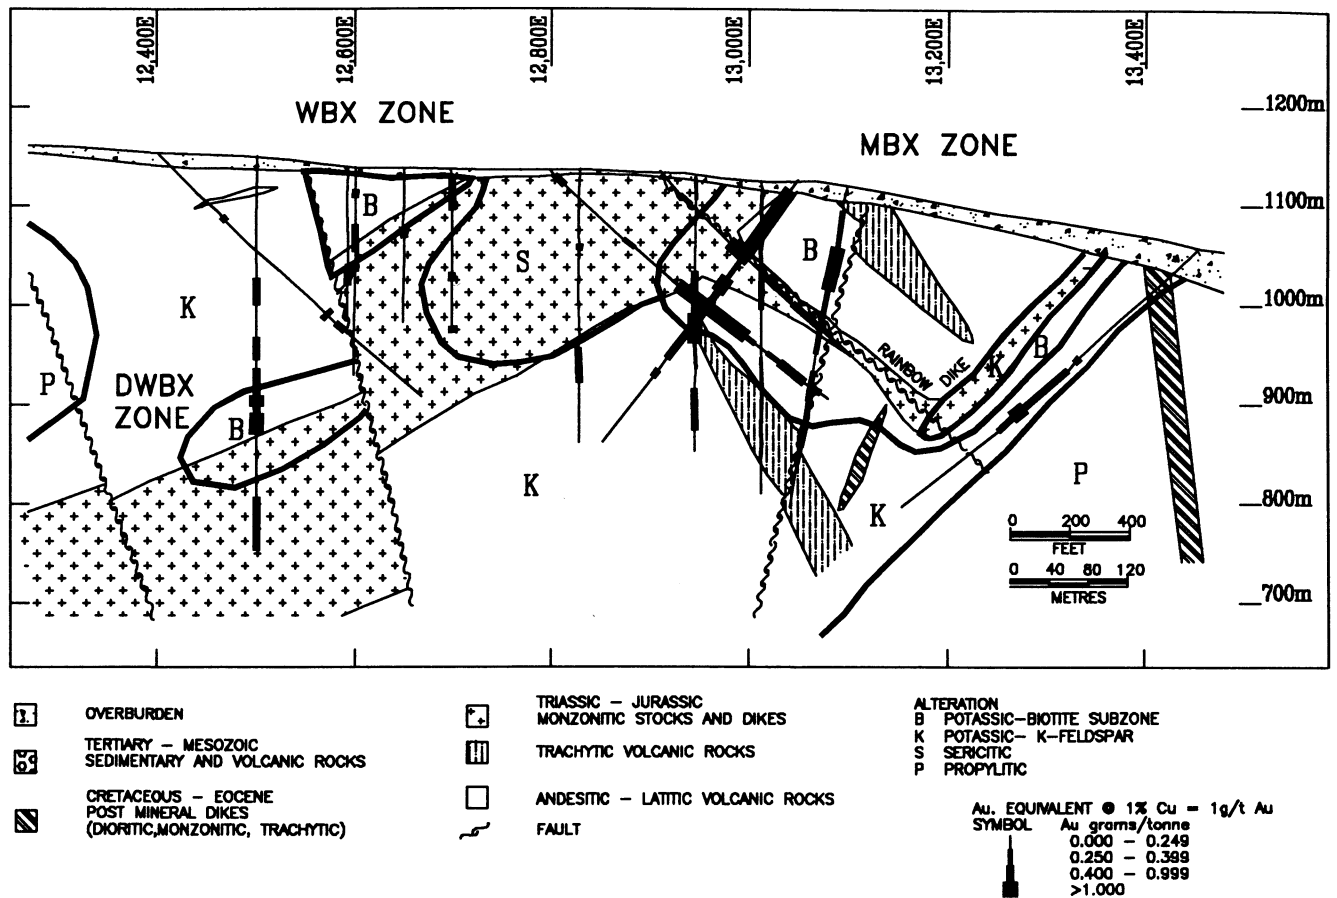 12,400E
12,600E
12,800E
13,000E
13,200E
13,400E
1200m
WBX ZONE
MBX ZONE
1100m
B
B
S
K
1000m
RAINBOW DIKE
B
K
P
DWBX
ZONE
900m
B
K
P
K
800m
0 200 400
FEET
0 40 80 120
METRES
700m
OVERBURDEN
TERTIARY – MESOZOIC
SEDIMENTARY AND VOLCANIC ROCKS
CRETACEOUS – EOCENE
POST MINERAL DIKES
(DIORITIC,MONZONITIC, TRACHYTIC)
TRIASSIC – JURASSIC
MONZONITIC STOCKS AND DIKES
TRACHYTIC VOLCANIC ROCKS
ANDESITIC – LATITIC VOLCANIC ROCKS
FAULT
ALTERATION
B POTASSIC–BIOTITE SUBZONE
K POTASSIC– K–FELDSPAR
S SERICITIC
P PROPYLITIC
Au. EQUIVALENT @ 1% Cu = 1g/t Au
SYMBOL Au grams/tonne
0.000 – 0.249
0.250 – 0.399
0.400 – 0.999
>1.000